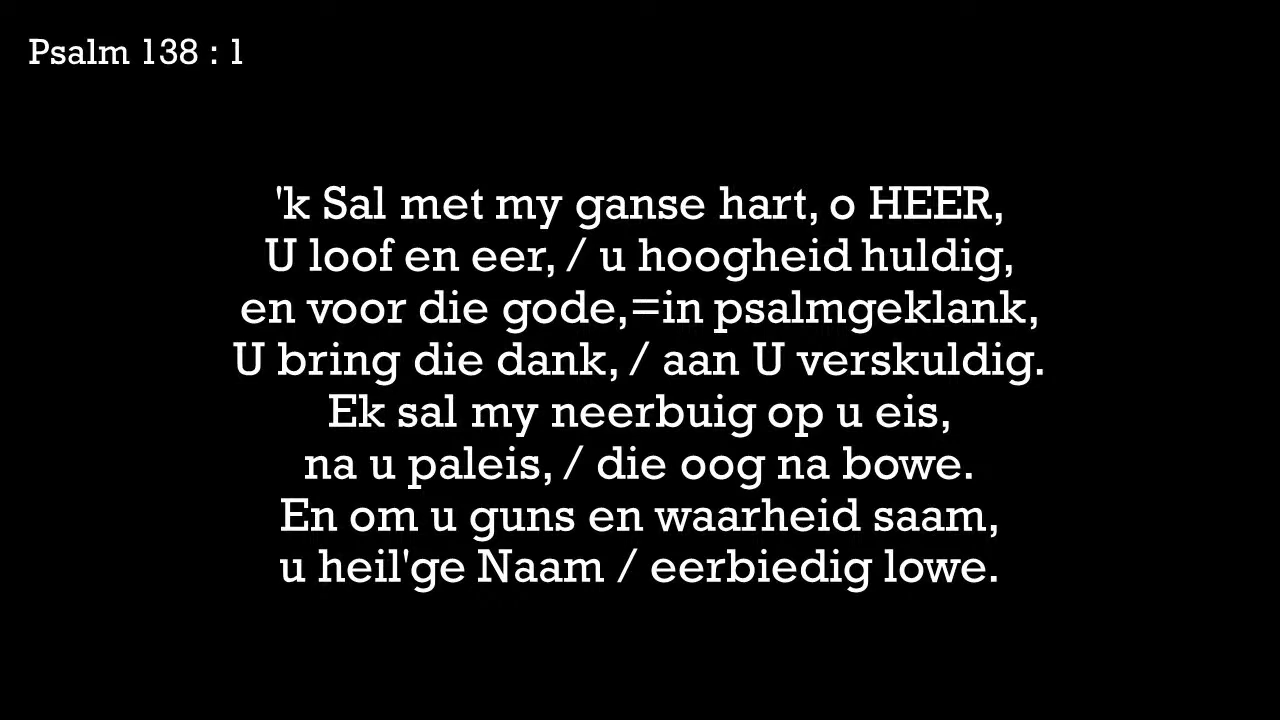 Psalm 138 : 1
'k Sal met my ganse hart, o HEER,
U loof en eer, / u hoogheid huldig,
en voor die gode,=in psalmgeklank,
U bring die dank, / aan U verskuldig.
Ek sal my neerbuig op u eis,
na u paleis, / die oog na bowe.
En om u guns en waarheid saam,
u heil'ge Naam / eerbiedig lowe.